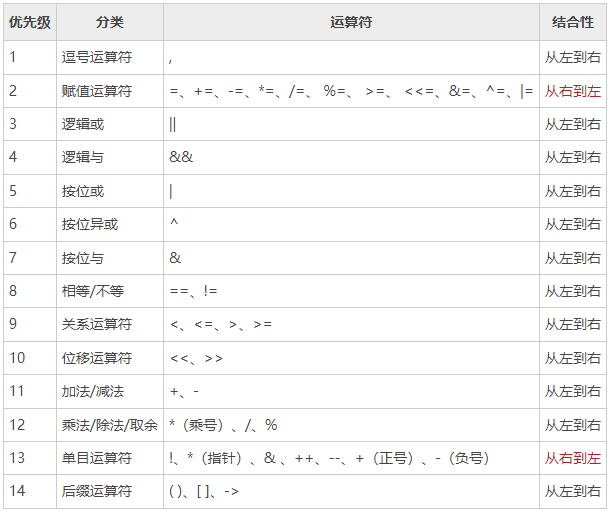 优先级 分类 运算符 结合性
1 逗号运算符 , 从左到右
2 赋值运算符 =、+=、-=、*=、/=、 %=、 >=、 <<=、&=、^=、|= 从右到左
3 逻辑或 || 从左到右
4 逻辑与 && 从左到右
5 按位或 | 从左到右
6 按位异或 ^ 从左到右
7 按位与 & 从左到右
8 相等/不等 ==、!= 从左到右
9 关系运算符 <、<=、>、>= 从左到右
10 位移运算符 <<、>> 从左到右
11 加法/减法 +、- 从左到右
12 乘法/除法/取余 *（乘号）、/、% 从左到右
13 单目运算符 !、*（指针）、& 、++、--、+（正号）、-（负号） 从右到左
14 后缀运算符 ( )、[ ]、-> 从左到右